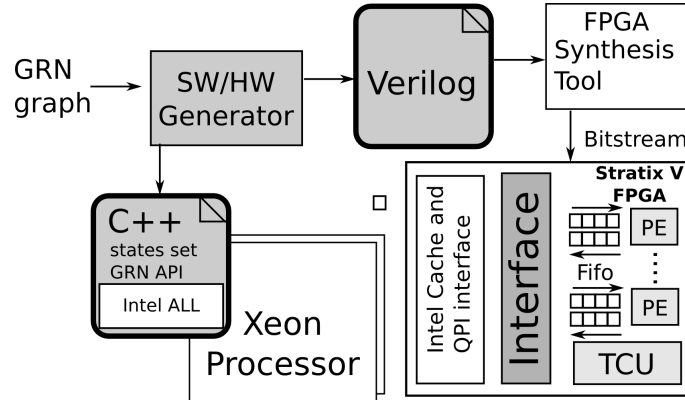 GRN
graph
SW/HW
Generator
Verilog
FPGA
Synthesis
Tool
Bitstream
C++
states set
GRN API
Intel ALL
Xeon
Processor
Stratix V
FPGA
Intel Cache and
QPI interface
Interface
PE
Fifo
PE
TCU